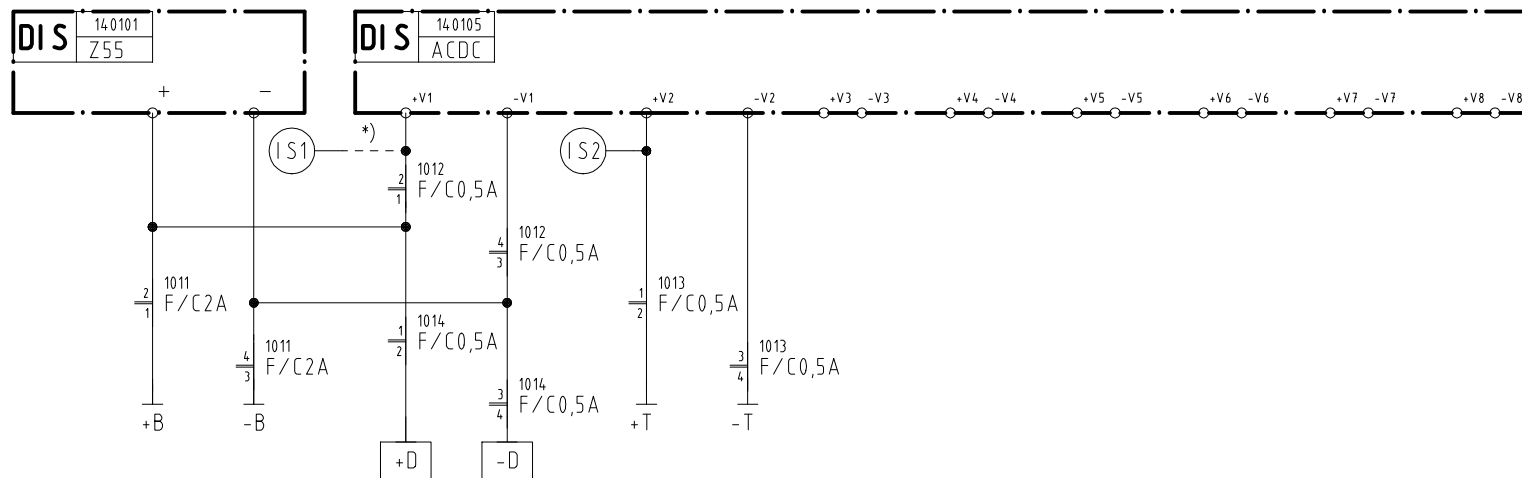 DIS 140101 DIS 140105
Z55 ACDC
+ − +V1 -V1 +V2 -V2 +V3 -V3 +V4 -V4 +V5 -V5 +V6 -V6 +V7 -V7 +V8 -V8
*)
IS1 IS2
1012
2
F/C0,5A
1
1012
4
F/C0,5A
3
1011
2
F/C2A
1
1013
1
F/C0,5A
2
1014
1
F/C0,5A
2
1011
4
F/C2A
3
1013
3
F/C0,5A
4
1014
3
F/C0,5A
4
+B -B +T -T
+D -D